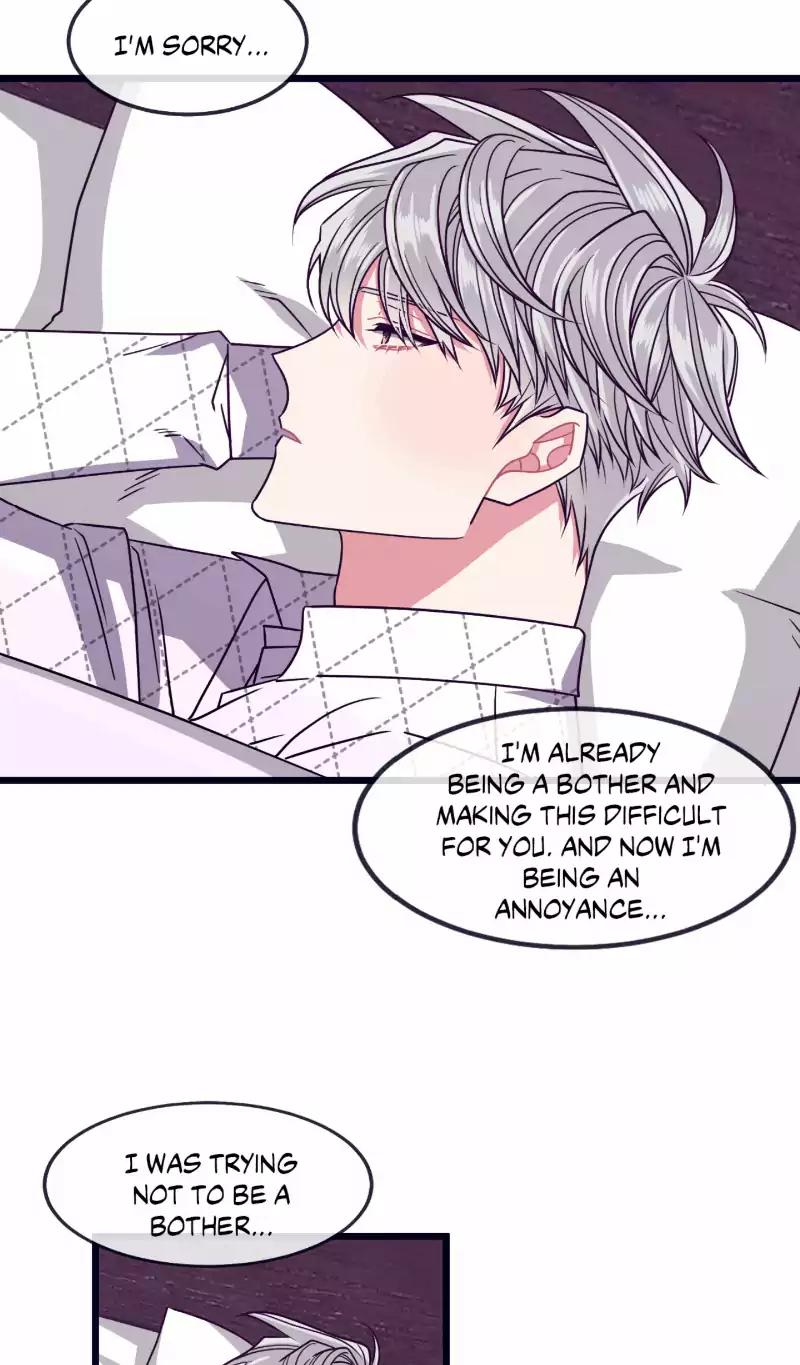 I'M SORRY...
I'M ALREADY
BEING A BOTHER AND
MAKING THIS DIFFICULT
FOR YOU. AND NOW I'M
BEING AN
ANNOYANCE...
I WAS TRYING
NOT TO BE A
BOTHER...